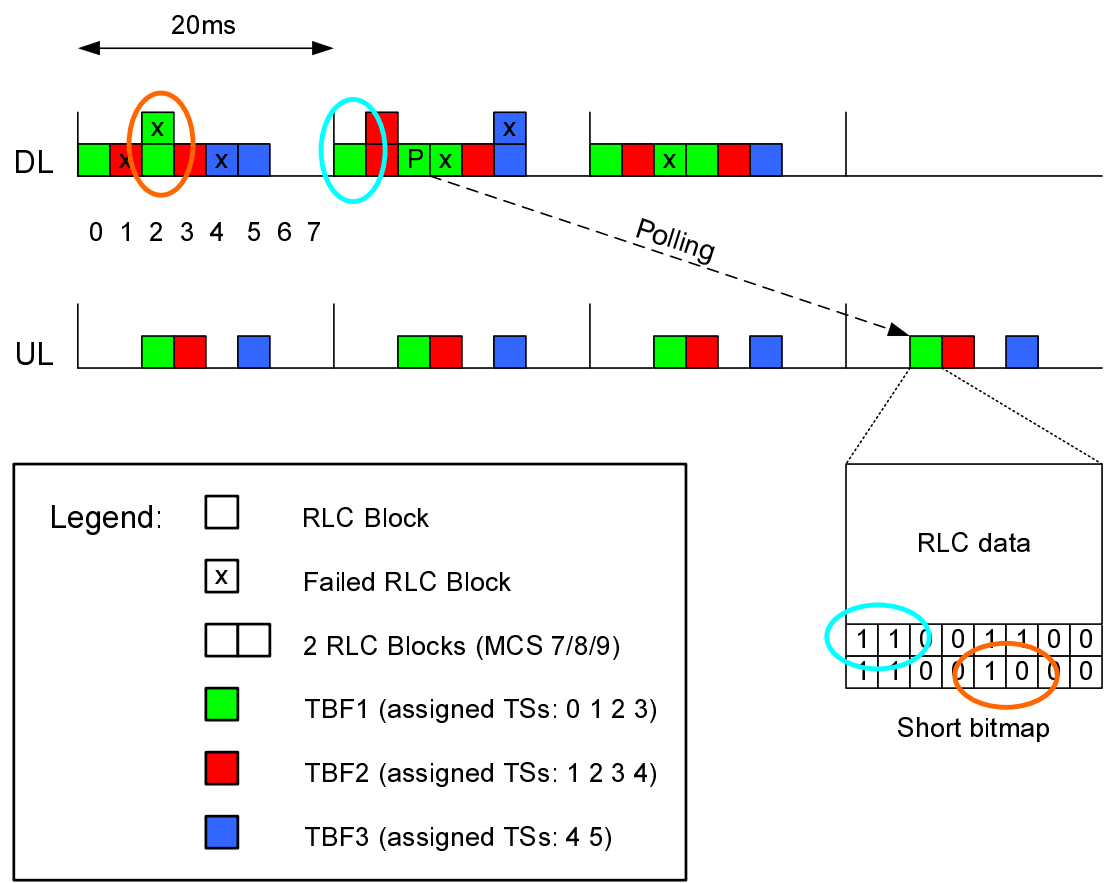 20ms
x
x
x
x
DL
x
P
x
x
0 1 2 3 4 5 6 7
Polling
UL
Legend:
RLC Block
x
Failed RLC Block
2 RLC Blocks (MCS 7/8/9)
TBF1 (assigned TSs: 0 1 2 3)
TBF2 (assigned TSs: 1 2 3 4)
TBF3 (assigned TSs: 4 5)
RLC data
1 1 0 0 1 1 0 0
1 1 0 0 1 0 0 0
Short bitmap